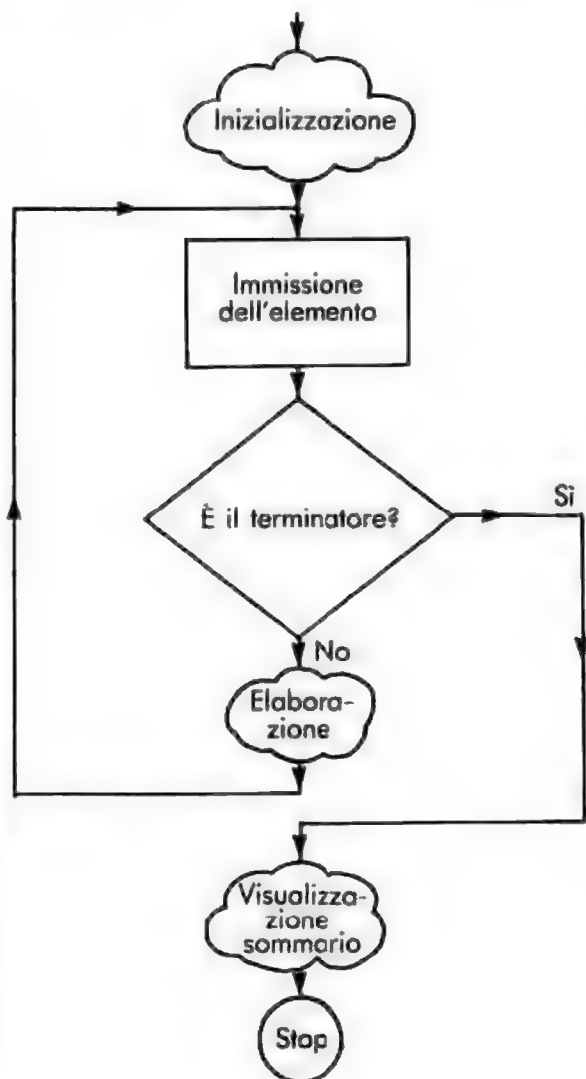 Inizializzazione
Immissione
dell'elemento
È il terminatore?
Sì
No
Elabora-
zione
Visualizza-
zione
sommario
Stop